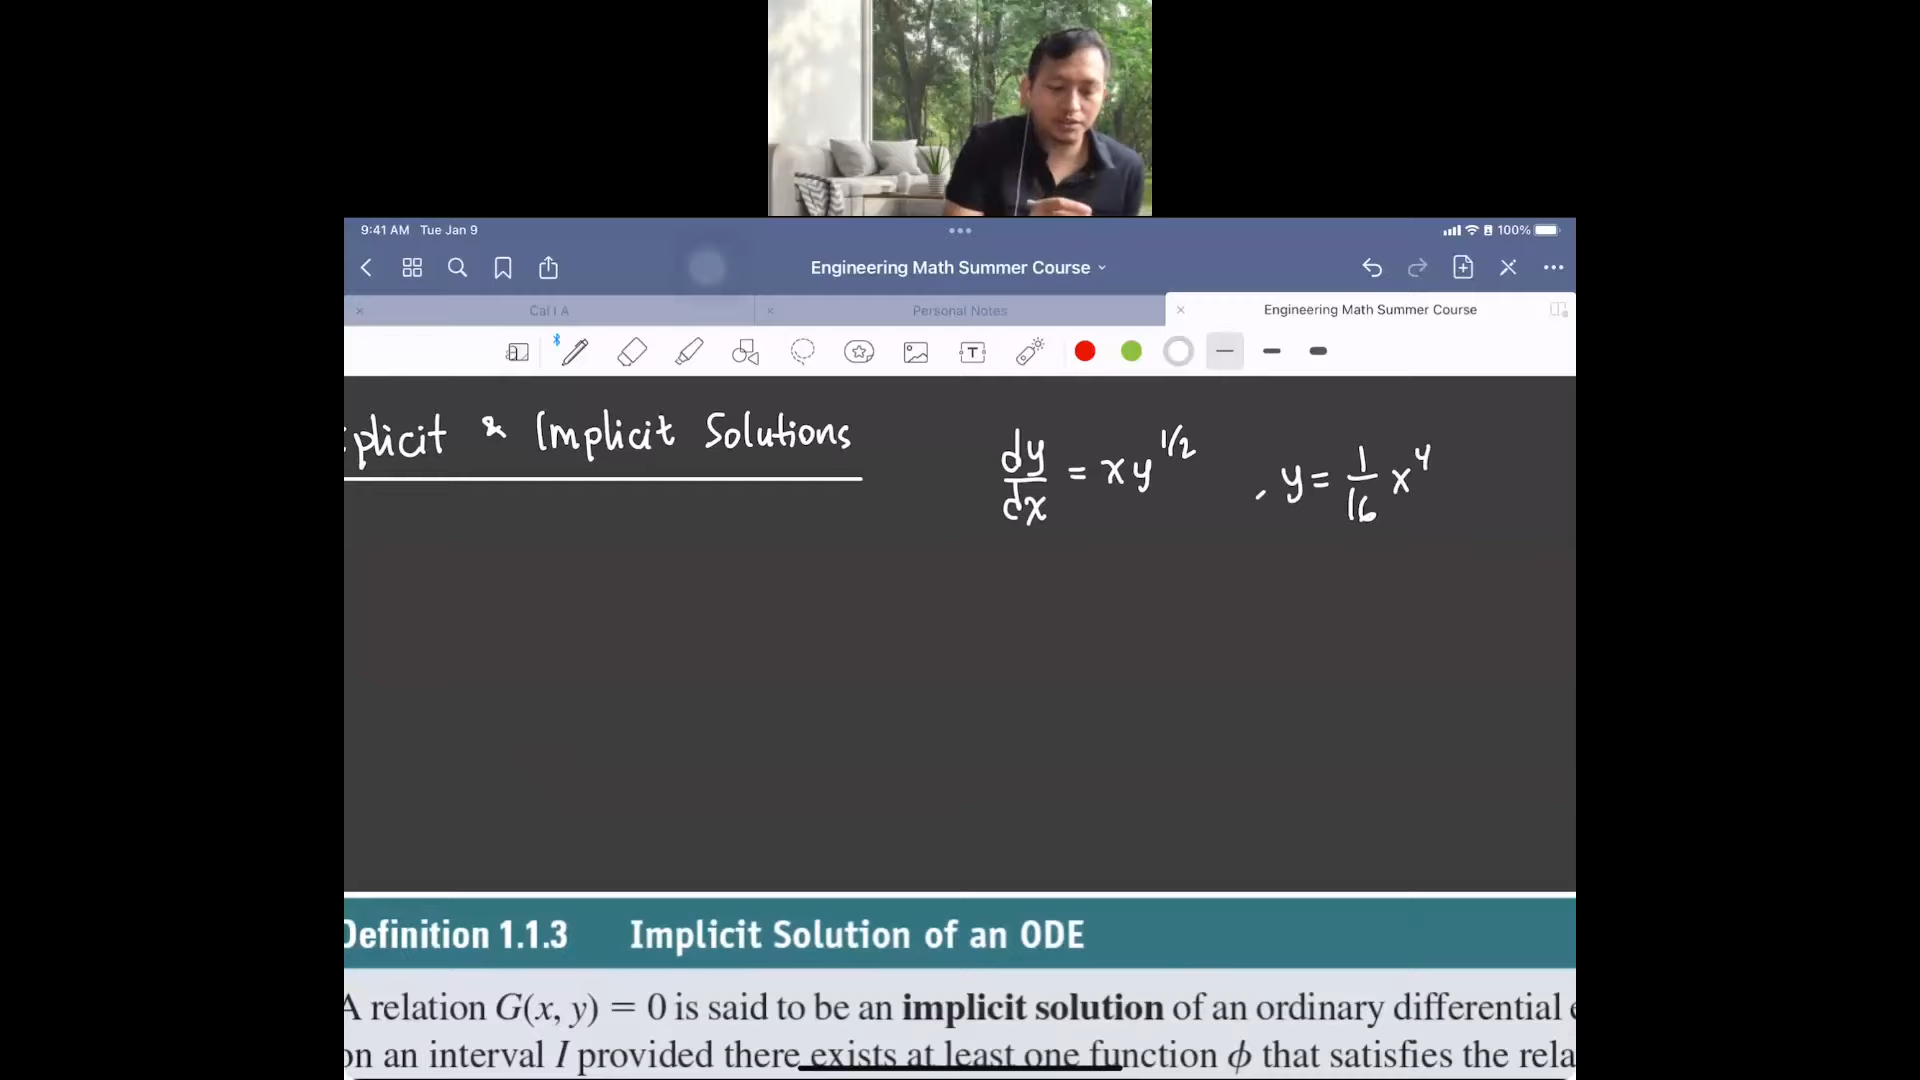 9:41 AM Tue Jan 9
100%
Engineering Math Summer Course
Cal I A
Personal Notes
Engineering Math Summer Course
T
plicit & Implicit Solutions
dy/dx = xy^1/2 , y = 1/16 x^4
Definition 1.1.3 Implicit Solution of an ODE
A relation G(x, y) = 0 is said to be an implicit solution of an ordinary differential e
on an interval I provided there exists at least one function ϕ that satisfies the rela